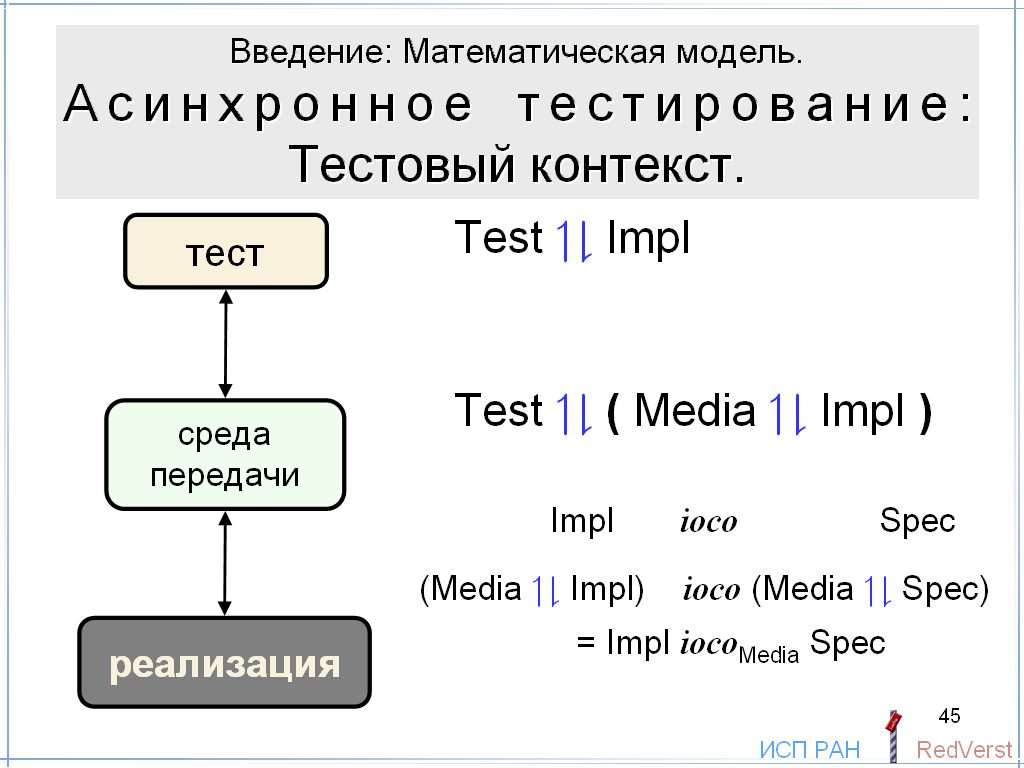 Введение: Математическая модель.
Асинхронное тестирование:
Тестовый контекст.
тест
Test ↿⇂ Impl
среда
передачи
Test ↿⇂ ( Media ↿⇂ Impl )
Impl ioco Spec
(Media ↿⇂ Impl) ioco (Media ↿⇂ Spec)
= Impl ioco_Media Spec
реализация
45
ИСП РАН RedVerst